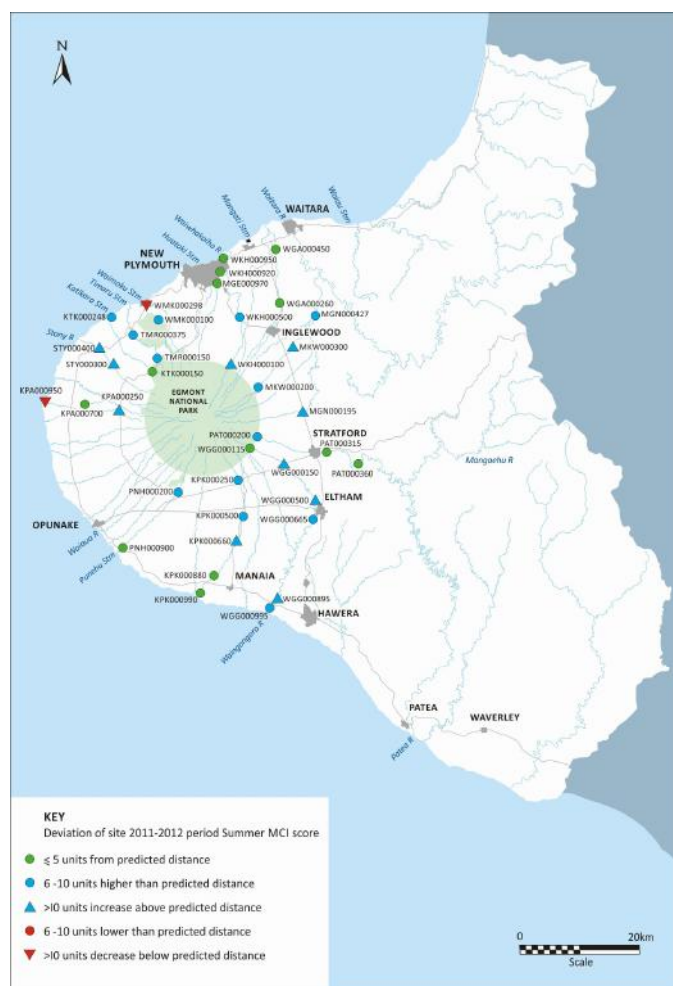 N
WAITARA
Waiau Stm
Waitara R
Mangati Stm
Waiwhakaiho R
Huatoki Stm
NEW
PLYMOUTH
WKH000950
WGA000450
WKH000920
MGE000970
Waimoku Stm
Timaru Stm
Katikara Stm
WMK000298
WGA000260
KTK000248
WMK000100
WKH000500
MGN000427
INGLEWOOD
TMR000375
Stony R
STY000400
MKW000300
TMR000150
STY000300
KTK000150
WKH000100
KPA000950
EGMONT
NATIONAL
PARK
MKW000200
KPA000250
KPA000700
MGN000195
PAT000200
STRATFORD
PAT000315
WGG000115
Mangaehu R
WGG000150
PAT000360
KPK000250
PNH000200
WGG000500
ELTHAM
KPK000500
WGG000665
OPUNAKE
Waiaua R
KPK000660
PNH000900
Punehu Stm
KPK000880
MANAIA
KPK000990
WGG000895
WGG000995
HAWERA
Waingongoro R
PATEA
WAVERLEY
Patea R
KEY
Deviation of site 2011-2012 period Summer MCI score
⩽ 5 units from predicted distance
6 -10 units higher than predicted distance
>10 units increase above predicted distance
6 -10 units lower than predicted distance
>10 units decrease below predicted distance
0 20km
Scale